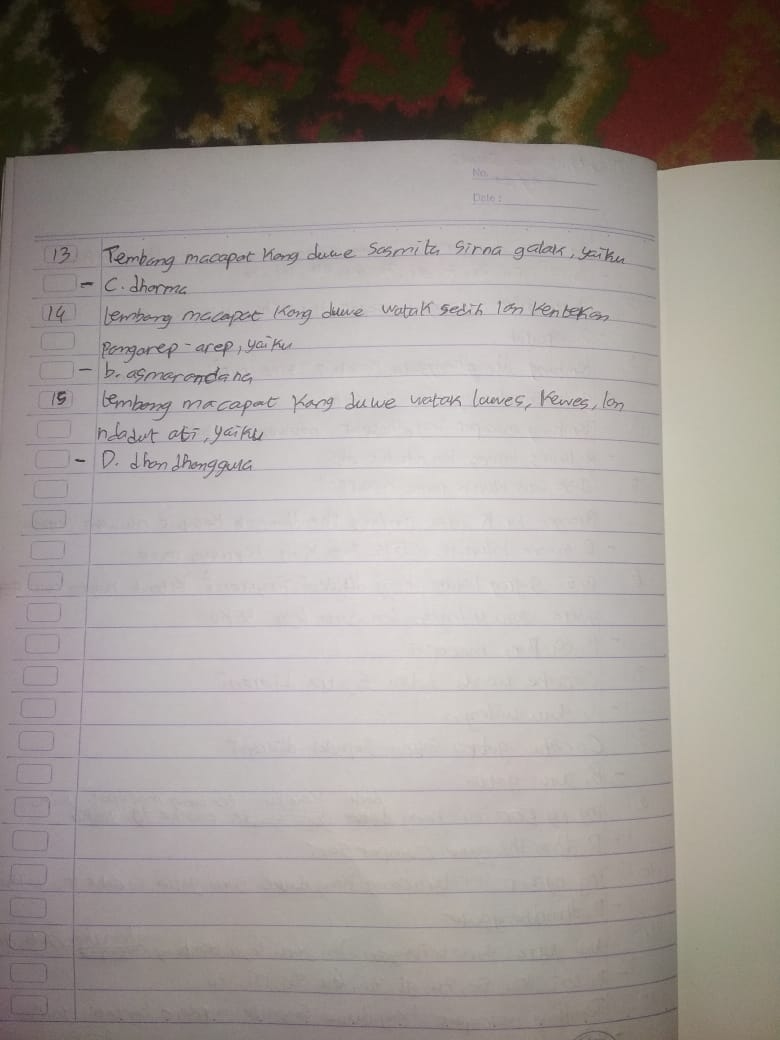 No.
Date :
13 Tembang macapat Kang duwe Sasmita Sirna galak, yaiku
- C. dharma
14 tembang macapat Kang duwe watak sedih lan kentekan
pangarep-arep, yaiku
- b. asmarandana
15 tembang macapat Kang duwe watak luwes, kewes, lan
ndadut ati, yaiku
- D. dhandhanggula